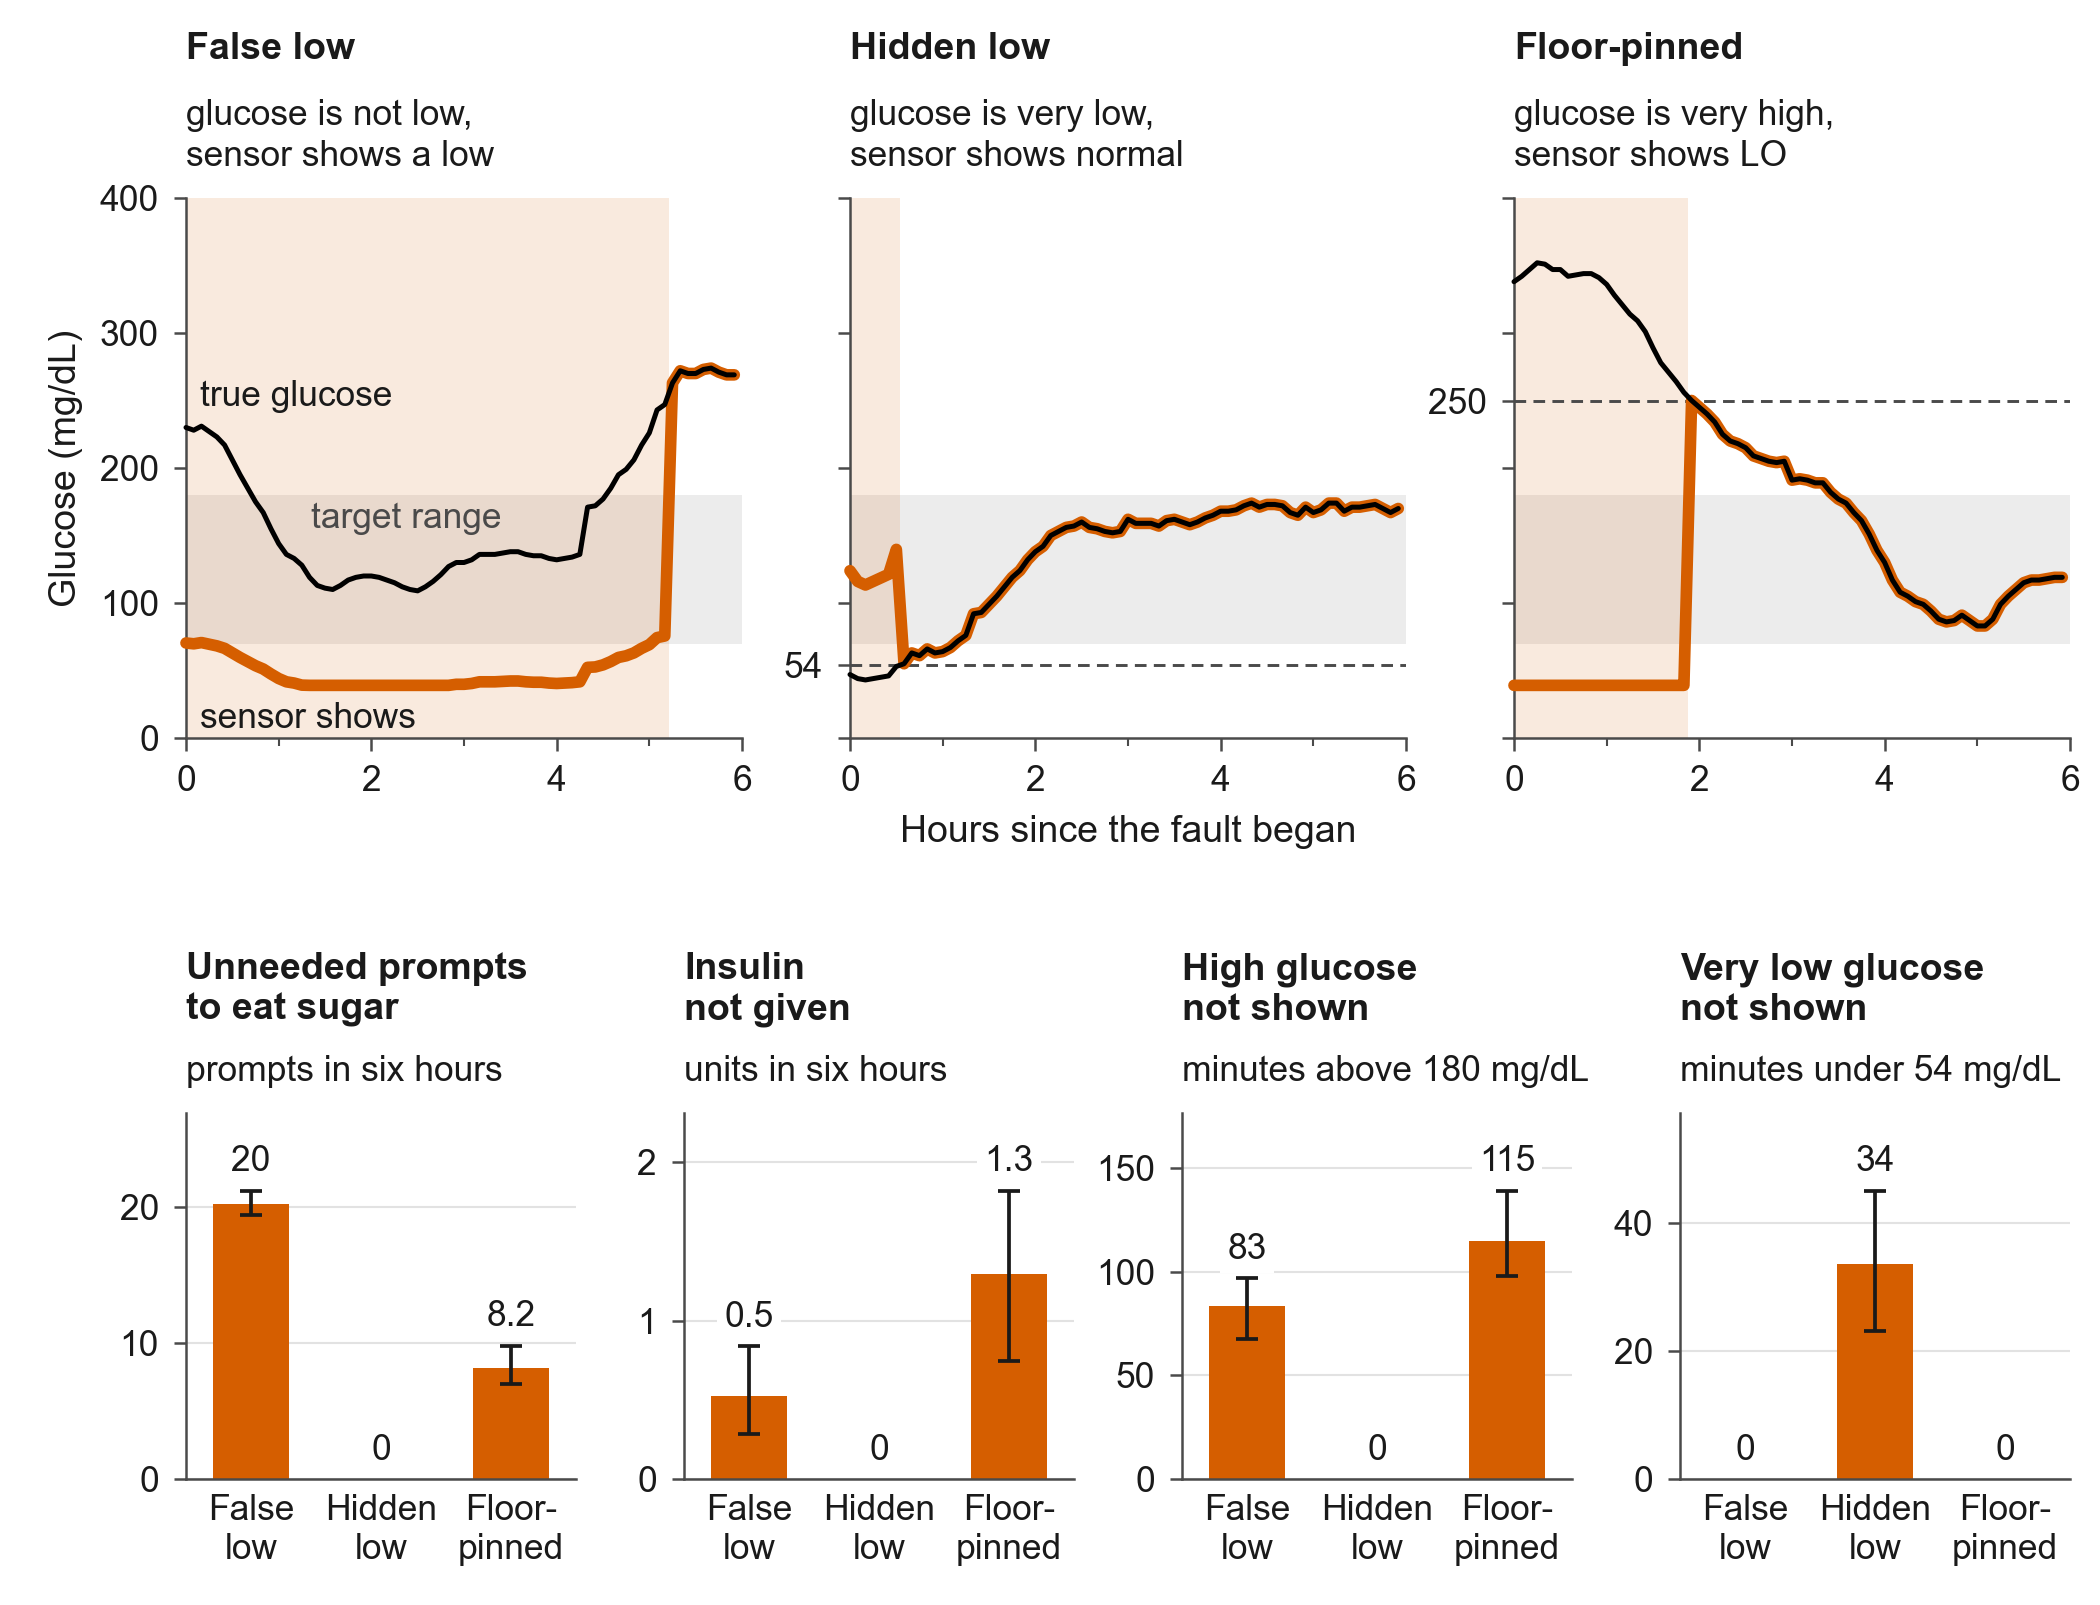 False low
glucose is not low,
sensor shows a low
Hidden low
glucose is very low,
sensor shows normal
Floor-pinned
glucose is very high,
sensor shows LO
Glucose (mg/dL)
400
300
200
100
0
true glucose
target range
sensor shows
0 2 4 6
54
0 2 4 6
250
0 2 4 6
Hours since the fault began
Unneeded prompts
to eat sugar
prompts in six hours
20
10
0
20
0
8.2
False
low
Hidden
low
Floor-
pinned
Insulin
not given
units in six hours
2
1
0
0.5
0
1.3
False
low
Hidden
low
Floor-
pinned
High glucose
not shown
minutes above 180 mg/dL
150
100
50
0
83
0
115
False
low
Hidden
low
Floor-
pinned
Very low glucose
not shown
minutes under 54 mg/dL
40
20
0
0
34
0
False
low
Hidden
low
Floor-
pinned